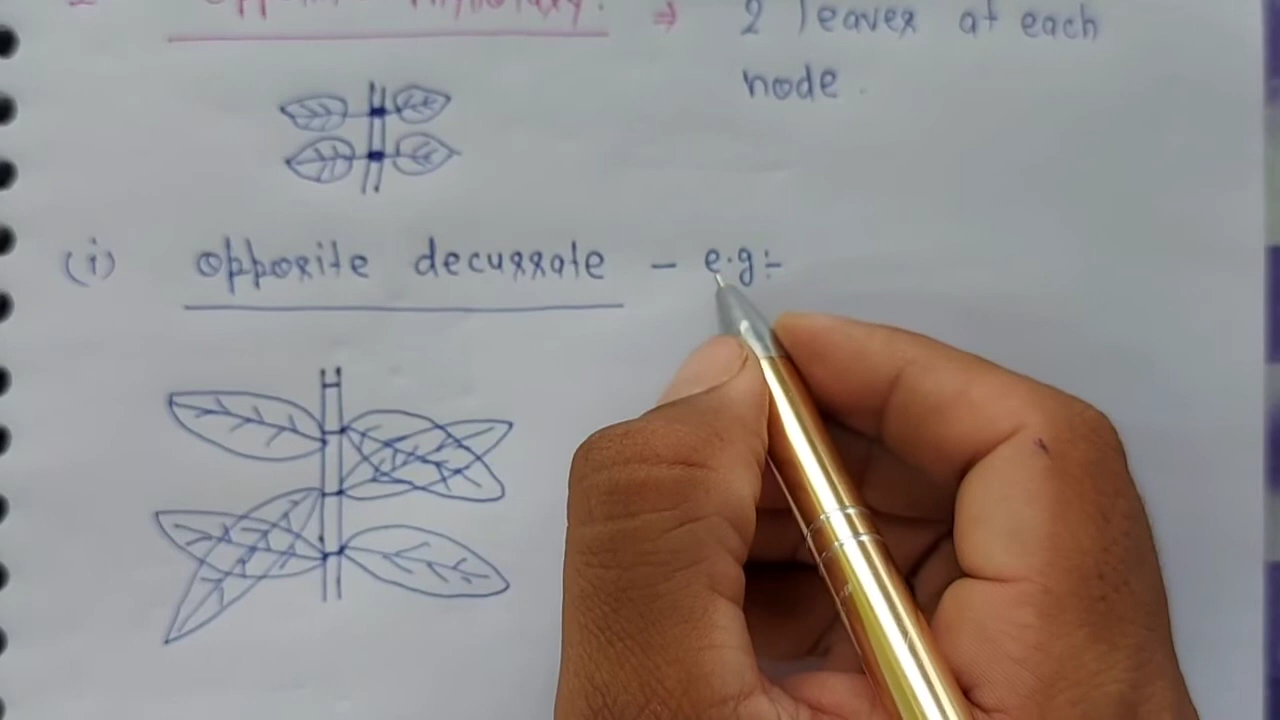 ⇒ 2 leaves at each
node.
(i) opposite decussate - e.g:-